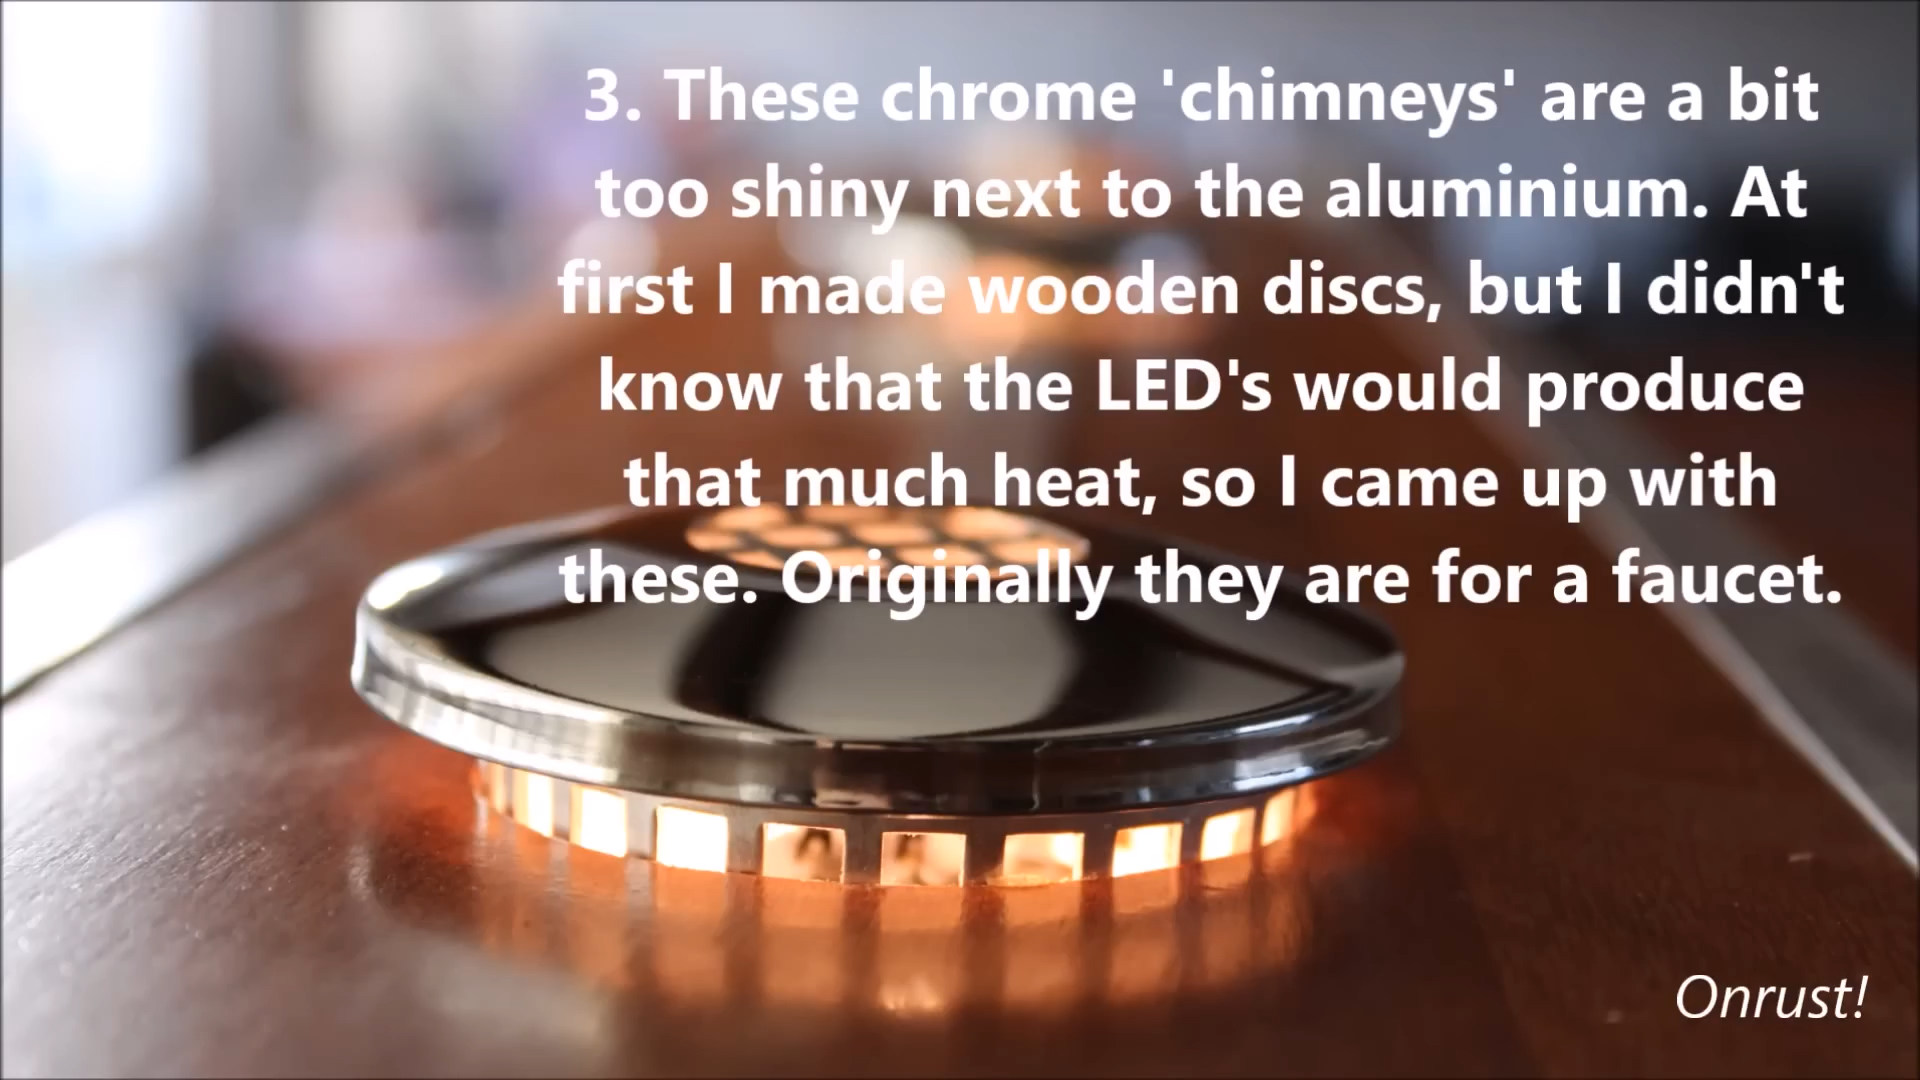 3. These chrome 'chimneys' are a bit
too shiny next to the aluminium. At
first I made wooden discs, but I didn't
know that the LED's would produce
that much heat, so I came up with
these. Originally they are for a faucet.
Onrust!